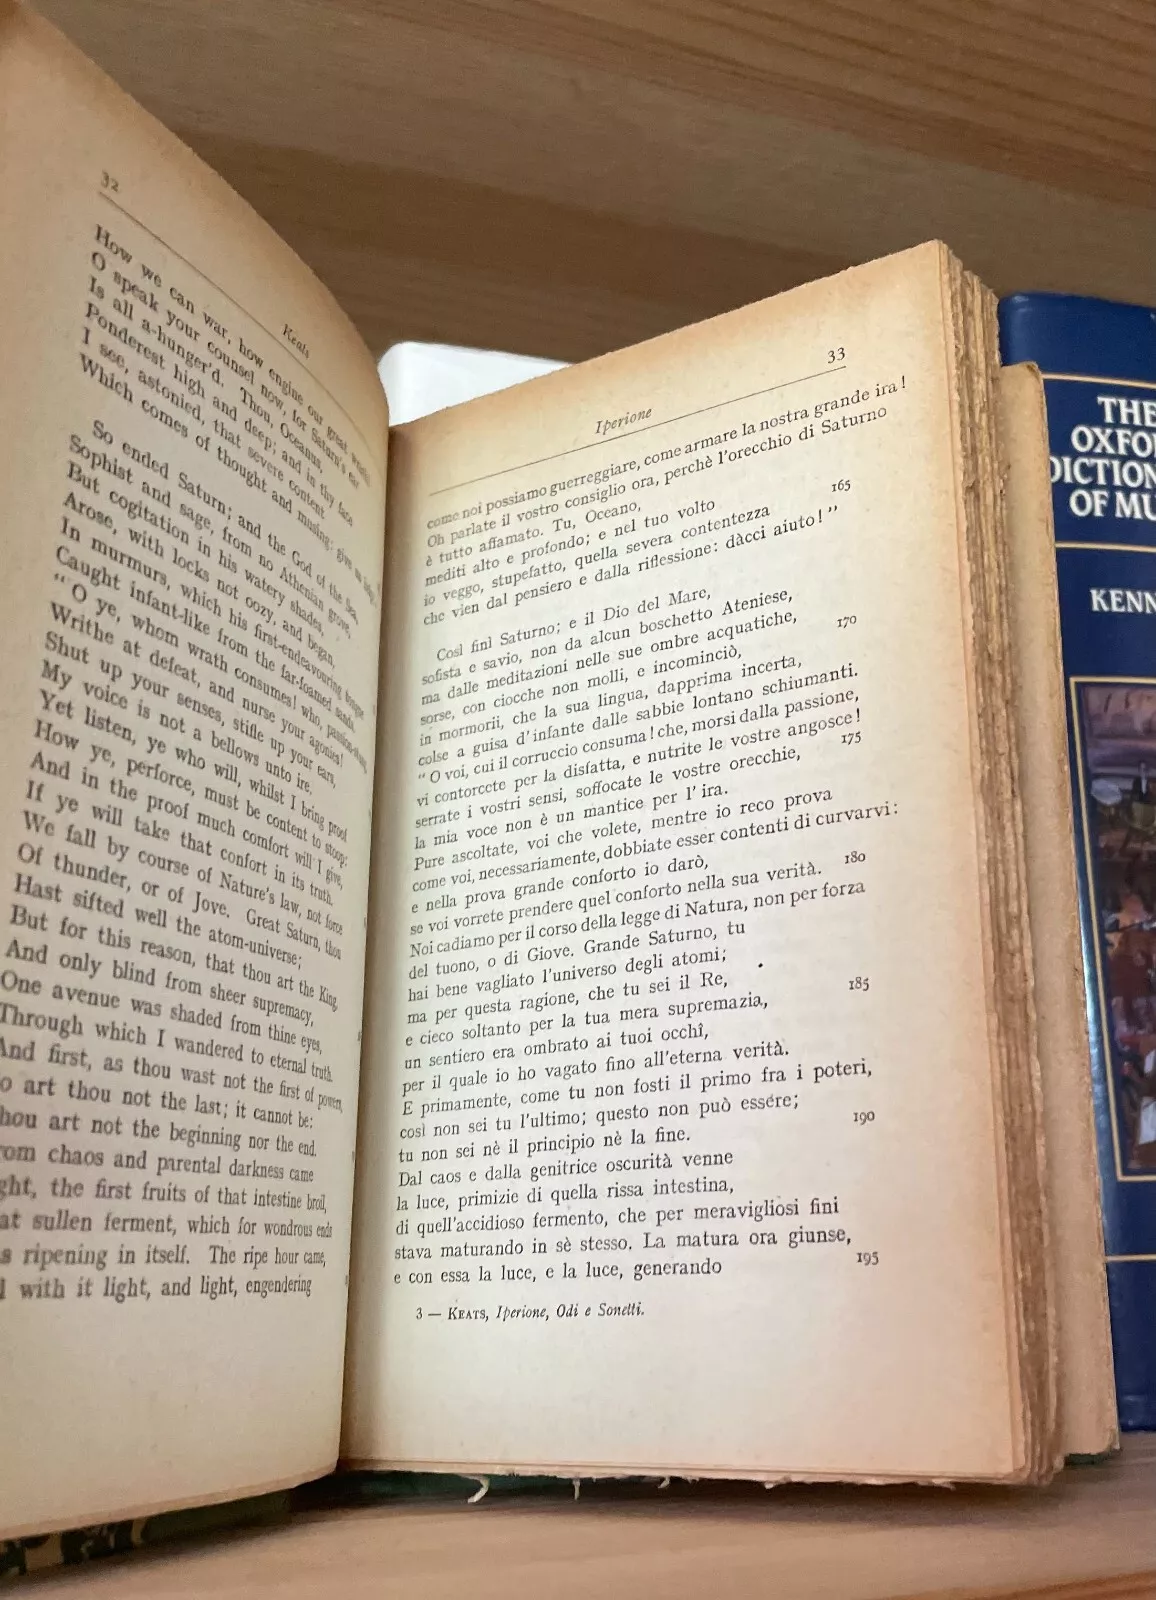 32
Keats
How we can war, how engine our great wrath!
O speak your counsel now, for Saturn's ear
Is all a-hunger'd. Thou, Oceanus,
Ponderest high and deep; and in thy face
I see, astonied, that severe content
Which comes of thought and musing: give us help!"
So ended Saturn; and the God of the Sea,
Sophist and sage, from no Athenian grove,
But cogitation in his watery shades,
Arose, with locks not oozy, and began,
In murmurs, which his first-endeavouring tongue
Caught infant-like from the far-foamed sands.
"O ye, whom wrath consumes! who, passion-stung,
Writhe at defeat, and nurse your agonies!
Shut up your senses, stifle up your ears,
My voice is not a bellows unto ire.
Yet listen, ye who will, whilst I bring proof
How ye, perforce, must be content to stoop:
And in the proof much comfort will I give,
If ye will take that confort in its truth.
We fall by course of Nature's law, not force
Of thunder, or of Jove. Great Saturn, thou
Hast sifted well the atom-universe;
But for this reason, that thou art the King,
And only blind from sheer supremacy,
One avenue was shaded from thine eyes,
Through which I wandered to eternal truth.
And first, as thou wast not the first of powers,
o art thou not the last; it cannot be:
hou art not the beginning nor the end.
rom chaos and parental darkness came
ght, the first fruits of that intestine broil,
at sullen ferment, which for wondrous ends
s ripening in itself. The ripe hour came,
with it light, and light, engendering
33
Iperione
come noi possiamo guerreggiare, come armare la nostra grande ira!
Oh parlate il vostro consiglio ora, perchè l'orecchio di Saturno
è tutto affamato. Tu, Oceano, 165
mediti alto e profondo; e nel tuo volto
io veggo, stupefatto, quella severa contentezza
che vien dal pensiero e dalla riflessione: dàcci aiuto!"
Così finì Saturno; e il Dio del Mare,
sofista e savio, non da alcun boschetto Ateniese,
ma dalle meditazioni nelle sue ombre acquatiche, 170
sorse, con ciocche non molli, e incominciò,
in mormorii, che la sua lingua, dapprima incerta,
colse a guisa d'infante dalle sabbie lontano schiumanti.
"O voi, cui il corruccio consuma! che, morsi dalla passione,
vi contorcete per la disfatta, e nutrite le vostre angosce! 175
serrate i vostri sensi, soffocate le vostre orecchie,
la mia voce non è un mantice per l'ira.
Pure ascoltate, voi che volete, mentre io reco prova
come voi, necessariamente, dobbiate esser contenti di curvarvi:
e nella prova grande conforto io darò, 180
se voi vorrete prendere quel conforto nella sua verità.
Noi cadiamo per il corso della legge di Natura, non per forza
del tuono, o di Giove. Grande Saturno, tu
hai bene vagliato l'universo degli atomi;
ma per questa ragione, che tu sei il Re, 185
e cieco soltanto per la tua mera supremazia,
un sentiero era ombrato ai tuoi occhî,
per il quale io ho vagato fino all'eterna verità.
E primamente, come tu non fosti il primo fra i poteri,
così non sei tu l'ultimo; questo non può essere; 190
tu non sei nè il principio nè la fine.
Dal caos e dalla genitrice oscurità venne
la luce, primizie di quella rissa intestina,
di quell'accidioso fermento, che per meravigliosi fini
stava maturando in sè stesso. La matura ora giunse, 195
e con essa la luce, e la luce, generando
3 — KEATS, Iperione, Odi e Sonetti.
THE
OXFO
DICTION
OF MU
KENN